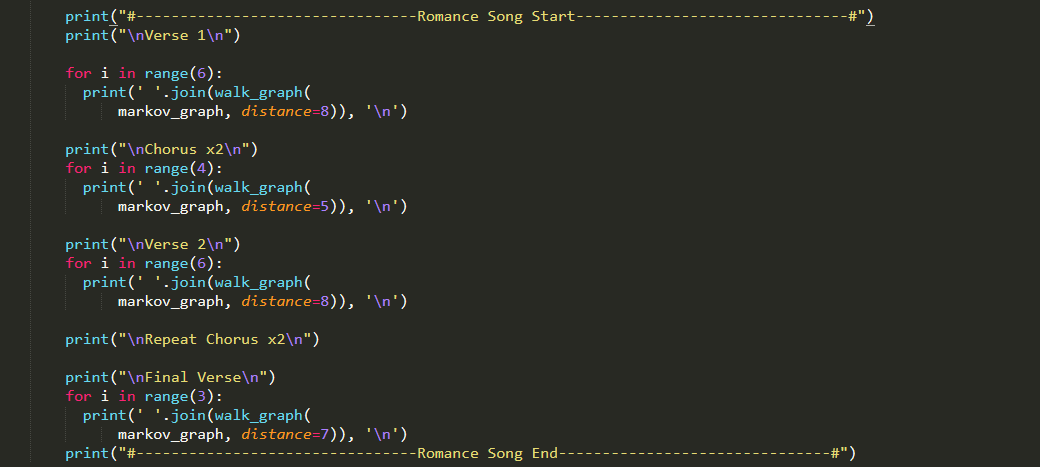 print("#--------------------------------Romance Song Start-------------------------------#")
print("\nVerse 1\n")

for i in range(6):
  print(' '.join(walk_graph(
      markov_graph, distance=8)), '\n')

print("\nChorus x2\n")
for i in range(4):
  print(' '.join(walk_graph(
      markov_graph, distance=5)), '\n')

print("\nVerse 2\n")
for i in range(6):
  print(' '.join(walk_graph(
      markov_graph, distance=8)), '\n')

print("\nRepeat Chorus x2\n")

print("\nFinal Verse\n")
for i in range(3):
  print(' '.join(walk_graph(
      markov_graph, distance=7)), '\n')
print("#--------------------------------Romance Song End-------------------------------#")